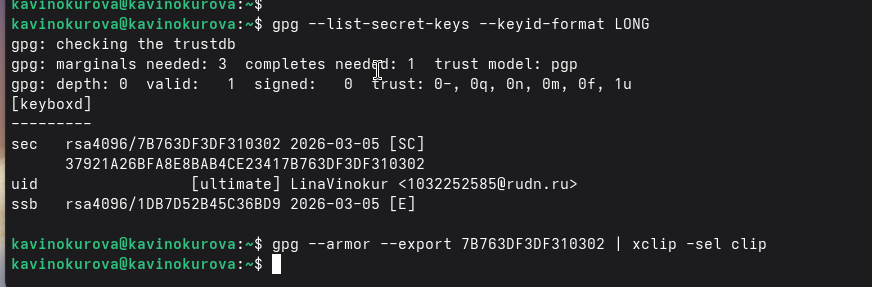 kavinokurova@kavinokurova:~$
kavinokurova@kavinokurova:~$ gpg --list-secret-keys --keyid-format LONG
gpg: checking the trustdb
gpg: marginals needed: 3  completes needed: 1  trust model: pgp
gpg: depth: 0  valid:   1  signed:   0  trust: 0-, 0q, 0n, 0m, 0f, 1u
[keyboxd]
---------
sec   rsa4096/7B763DF3DF310302 2026-03-05 [SC]
      37921A26BFA8E8BAB4CE23417B763DF3DF310302
uid                 [ultimate] LinaVinokur <1032252585@rudn.ru>
ssb   rsa4096/1DB7D52B45C36BD9 2026-03-05 [E]

kavinokurova@kavinokurova:~$ gpg --armor --export 7B763DF3DF310302 | xclip -sel clip
kavinokurova@kavinokurova:~$